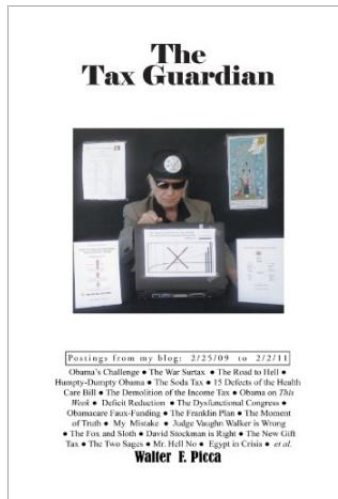 The
Tax Guardian
Postings from my blog: 2/25/09 to 2/2/11
Obama's Challenge ● The War Surtax ● The Road to Hell ●
Humpty-Dumpty Obama ● The Soda Tax ● 15 Defects of the Health
Care Bill ● The Demolition of the Income Tax ● Obama on This
Week ● Deficit Reduction ● The Dysfunctional Congress ●
Obamacare Faux-Funding ● The Franklin Plan ● The Moment
of Truth ● My Mistake ● Judge Vaughn Walker is Wrong
● The Fox and Sloth ● David Stockman is Right ● The New Gift
Tax ● The Two Sages ● Mr. Hell No ● Egypt in Crisis ● et al.
Walter F. Picca